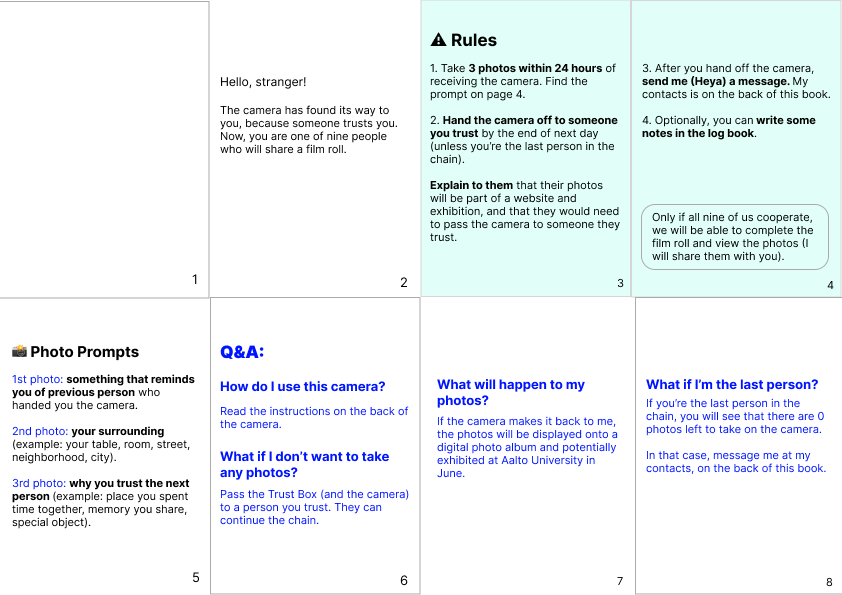 1
Hello, stranger!
The camera has found its way to
you, because someone trusts you.
Now, you are one of nine people
who will share a film roll.
2
⚠ Rules
1. Take 3 photos within 24 hours of
receiving the camera. Find the
prompt on page 4.
2. Hand the camera off to someone
you trust by the end of next day
(unless you're the last person in the
chain).
Explain to them that their photos
will be part of a website and
exhibition, and that they would need
to pass the camera to someone they
trust.
3
3. After you hand off the camera,
send me (Heya) a message. My
contacts is on the back of this book.
4. Optionally, you can write some
notes in the log book.
Only if all nine of us cooperate,
we will be able to complete the
film roll and view the photos (I
will share them with you).
4
📸 Photo Prompts
1st photo: something that reminds
you of previous person who
handed you the camera.
2nd photo: your surrounding
(example: your table, room, street,
neighborhood, city).
3rd photo: why you trust the next
person (example: place you spent
time together, memory you share,
special object).
5
Q&A:
How do I use this camera?
Read the instructions on the back of
the camera.
What if I don't want to take
any photos?
Pass the Trust Box (and the camera)
to a person you trust. They can
continue the chain.
6
What will happen to my
photos?
If the camera makes it back to me,
the photos will be displayed onto a
digital photo album and potentially
exhibited at Aalto University in
June.
7
What if I'm the last person?
If you're the last person in the
chain, you will see that there are 0
photos left to take on the camera.
In that case, message me at my
contacts, on the back of this book.
8